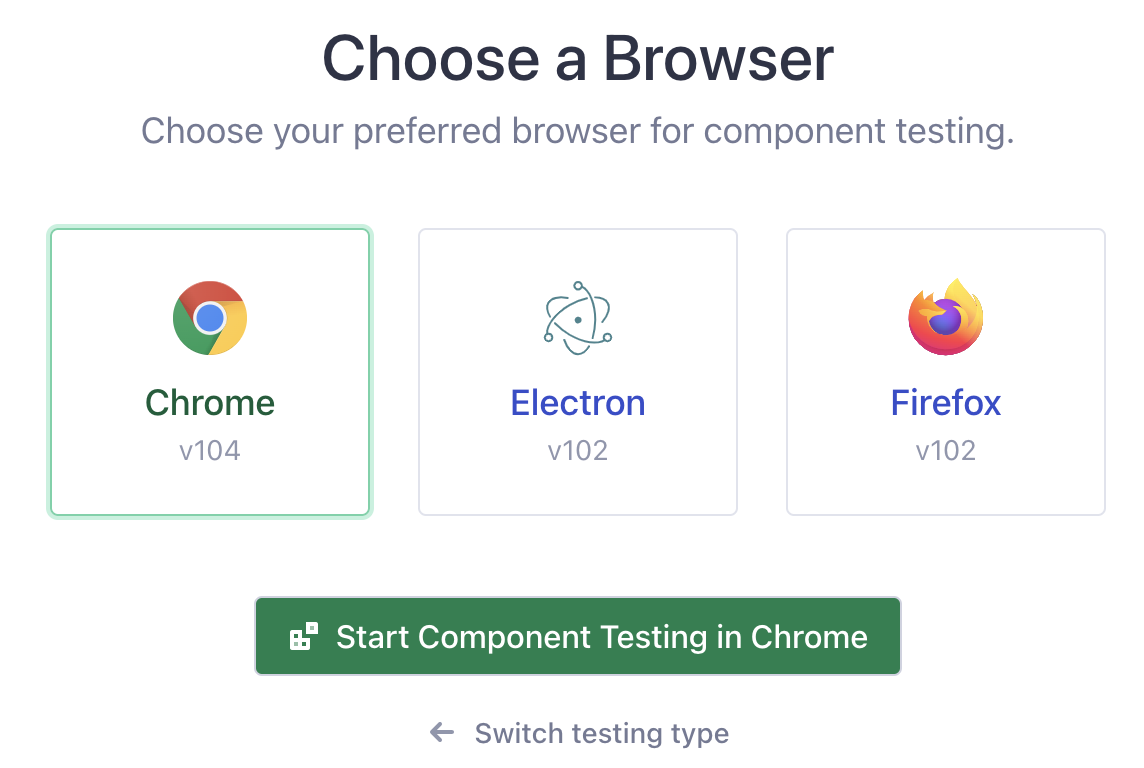 Choose a Browser
Choose your preferred browser for component testing.
Chrome
v104
Electron
v102
Firefox
v102
Start Component Testing in Chrome
Switch testing type